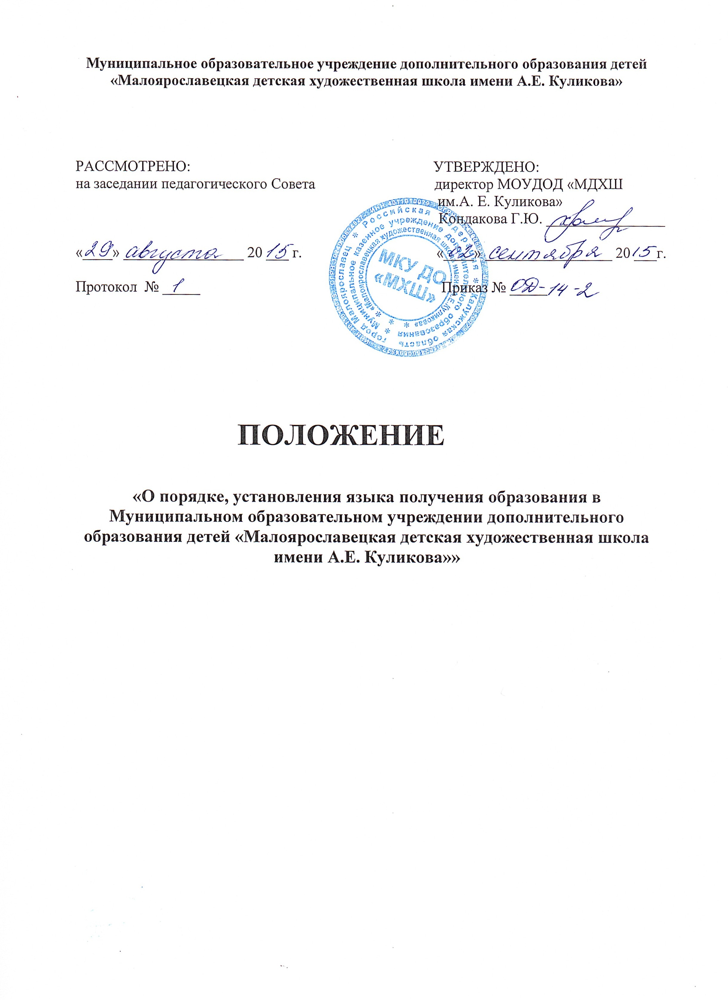 Муниципальное образовательное учреждение дополнительного образования детей
«Малоярославецкая детская художественная школа имени А.Е. Куликова»
РАССМОТРЕНО:
на заседании педагогического Совета
«29» августа 20 15 г.
Протокол № 1
УТВЕРЖДЕНО:
директор МОУДОД «МДХШ
им.А. Е. Куликова»
Кондакова Г.Ю.
«02» сентября 2015г.
Приказ № ОД-14-2
Российская Федерация * Калужская область
город Малоярославец *
Муниципальное казенное учреждение дополнительного образования *
«Малоярославецкая художественная школа имени А.Е.Куликова» *
МКУ ДО
«МХШ»
ПОЛОЖЕНИЕ
«О порядке, установления языка получения образования в
Муниципальном образовательном учреждении дополнительного
образования детей «Малоярославецкая детская художественная школа
имени А.Е. Куликова»»